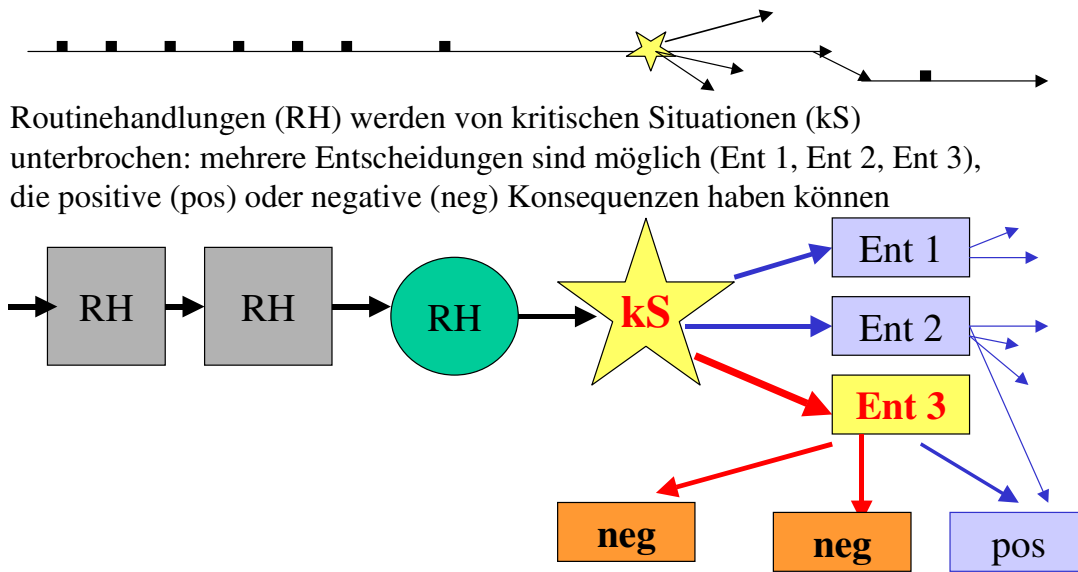 Routinehandlungen (RH) werden von kritischen Situationen (kS)
unterbrochen: mehrere Entscheidungen sind möglich (Ent 1, Ent 2, Ent 3),
die positive (pos) oder negative (neg) Konsequenzen haben können
RH
RH
RH
kS
Ent 1
Ent 2
Ent 3
neg
neg
pos